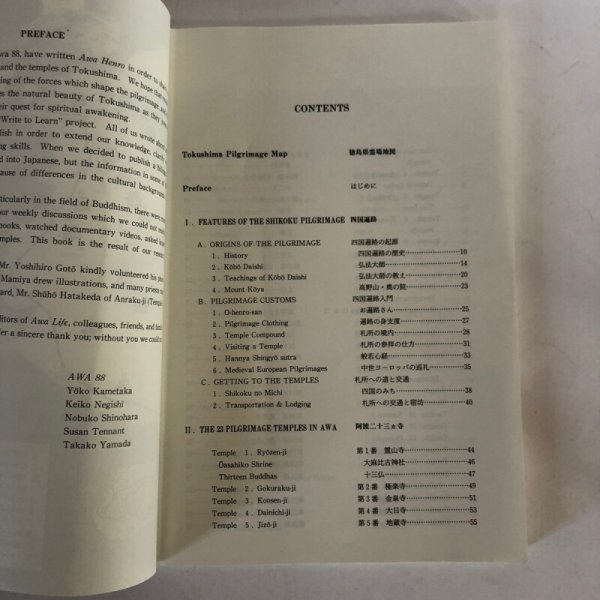 PREFACE
wa 88, have written Awa Henro in order to
and the temples of Tokushima. We hope
ing of the forces which shape the pilgrimage,
es the natural beauty of Tokushima as they
eir quest for spiritual awakening.
"Write to Learn" project. All of us wrote
lish in order to extend our knowledge,
ng skills. When we decided to publish a
d into Japanese, but the information in some of
ause of differences in the cultural background
rticularly in the field of Buddhism, there were
our weekly discussions which we could not
books, watched documentary videos, asked
mples. This book is the result of our
Mr. Yoshihiro Gotō kindly volunteered his
Mamiya drew illustrations, and many priests
ard, Mr. Shūhō Hatakeda of Anraku-ji (Temple
ditors of Awa Life, colleagues, friends, and
er a sincere thank you; without you we could
AWA 88
Yōko Kametaka
Keiko Negishi
Nobuko Shinohara
Susan Tennant
Takako Yamada
CONTENTS
Tokushima Pilgrimage Map 徳島県霊場地図
Preface はじめに
I. FEATURES OF THE SHIKOKU PILGRIMAGE 四国遍路
A. ORIGINS OF THE PILGRIMAGE 四国遍路の起源
1. History 四国遍路の歴史 10
2. Kōbō Daishi 弘法大師 14
3. Teachings of Kōbō Daishi 弘法大師の教え 20
4. Mount Kōya 高野山・奥の院 23
B. PILGRIMAGE CUSTOMS 四国遍路入門
1. O-henro-san お遍路さん 25
2. Pilgrimage Clothing 遍路の身支度 27
3. Temple Compound 札所の境内 28
4. Visiting a Temple 札所の参拝の仕方 31
5. Hannya Shingyō sutra 般若心経 33
6. Medieval European Pilgrimages 中世ヨーロッパの巡礼 35
C. GETTING TO THE TEMPLES 札所への道と交通
1. Shikoku no Michi 四国のみち 38
2. Transportation & Lodging 札所への交通と宿坊 40
II. THE 23 PILGRIMAGE TEMPLES IN AWA 阿波二十三ヵ寺
Temple 1. Ryōzen-ji 第1番 霊山寺 44
Ōasahiko Shrine 大麻比古神社 46
Thirteen Buddhas 十三仏 47
Temple 2. Gokuraku-ji 第2番 極楽寺 49
Temple 3. Konsen-ji 第3番 金泉寺 51
Temple 4. Dainichi-ji 第4番 大日寺 53
Temple 5. Jizō-ji 第5番 地蔵寺 55